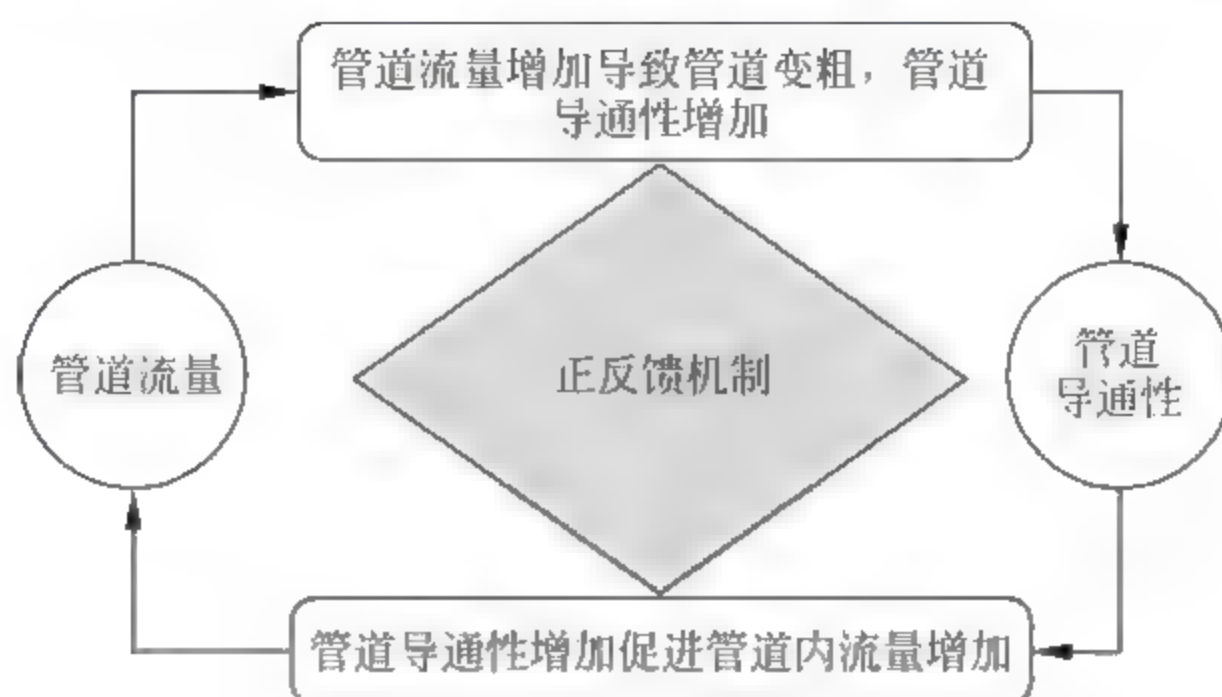 管道流量增加导致管道变粗，管道
导通性增加
管道流量
正反馈机制
管道
导通性
管道导通性增加促进管道内流量增加